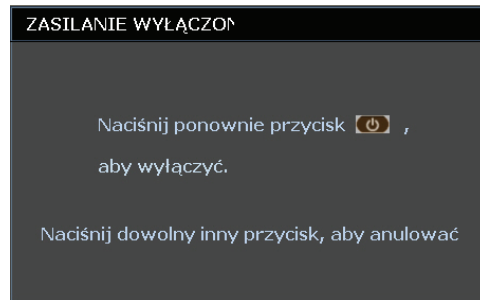 ZASILANIE WYŁĄCZON
Naciśnij ponownie przycisk ,
aby wyłączyć.
Naciśnij dowolny inny przycisk, aby anulować